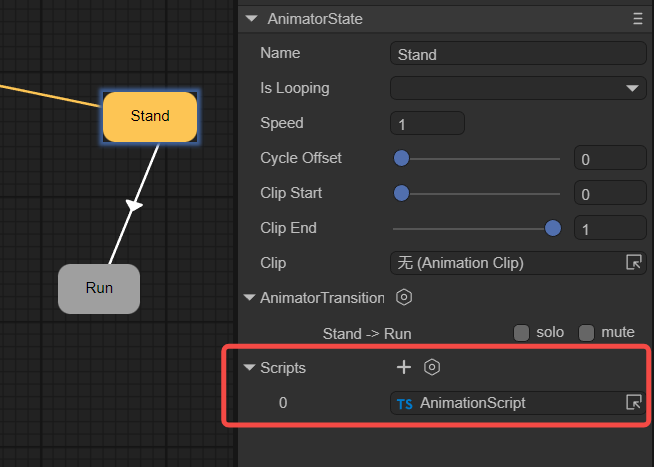 Stand
Run
AnimatorState
Name Stand
Is Looping
Speed 1
Cycle Offset 0
Clip Start 0
Clip End 1
Clip 无 (Animation Clip)
AnimatorTransition
Stand -> Run solo mute
Scripts
0 TS AnimationScript